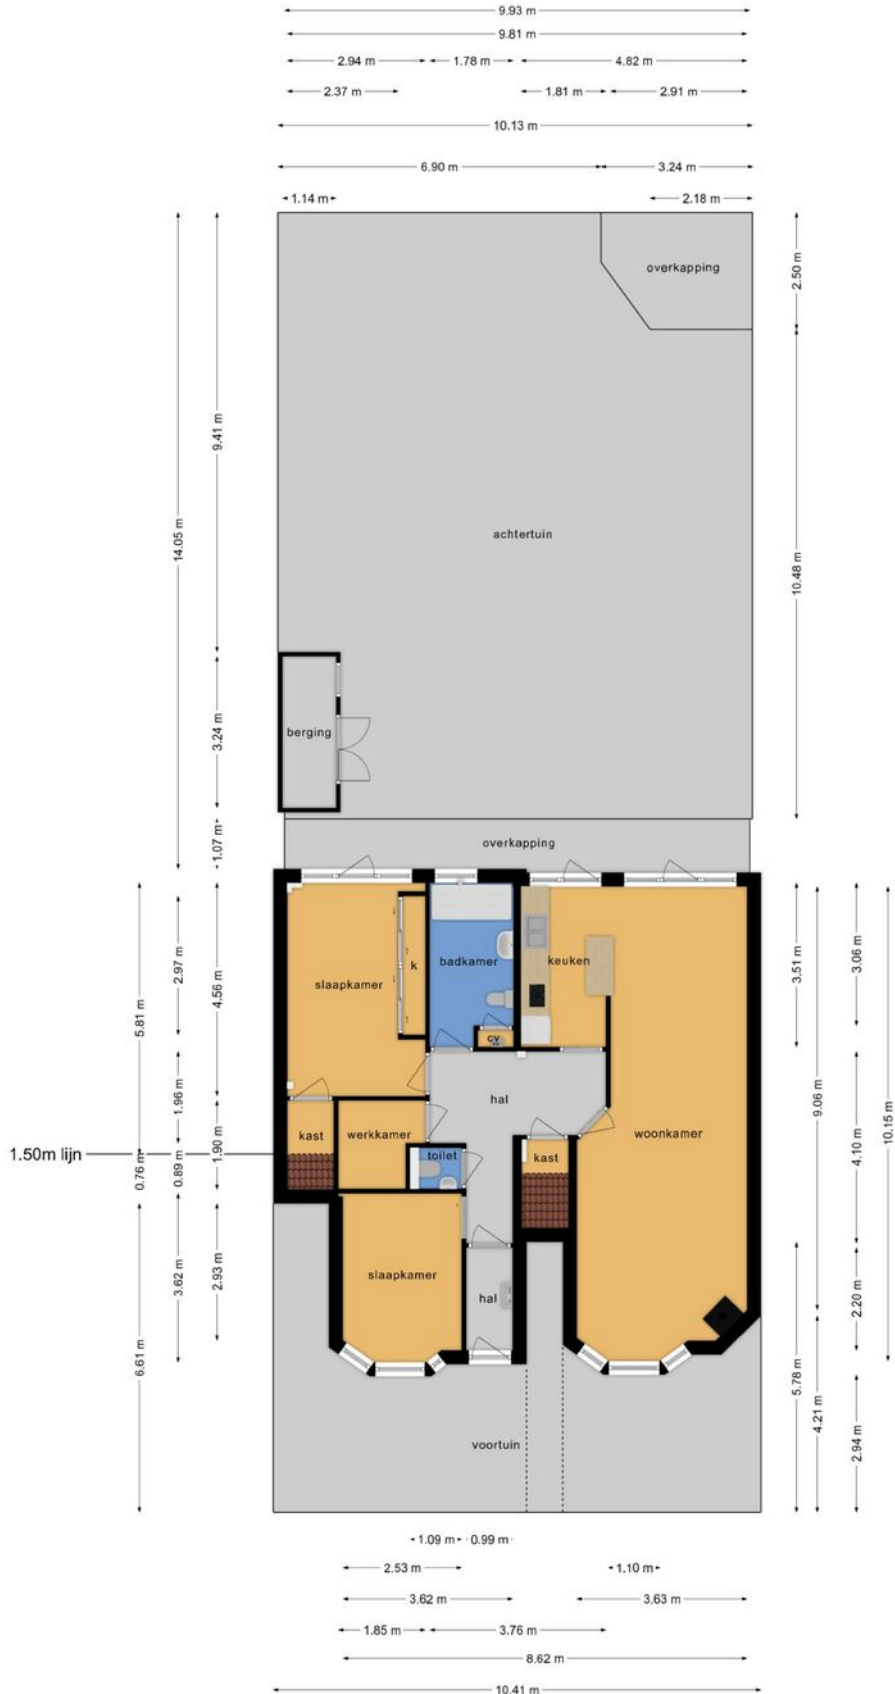 9.93 m
9.81 m
2.94 m 1.78 m 4.82 m
2.37 m 1.81 m 2.91 m
10.13 m
6.90 m 3.24 m
1.14 m 2.18 m
overkapping
2.50 m
9.41 m
14.05 m
achtertuin
10.48 m
berging
3.24 m
overkapping
1.07 m
slaapkamer
k
badkamer
keuken
cv
2.97 m
4.56 m
5.81 m
3.51 m
3.06 m
hal
9.06 m
10.15 m
1.96 m
kast
werkkamer
woonkamer
4.10 m
1.50m lijn
toilet
kast
0.76 m
0.89 m
1.90 m
slaapkamer
hal
3.62 m
2.93 m
2.20 m
6.61 m
5.78 m
4.21 m
2.94 m
voortuin
1.09 m 0.99 m
2.53 m 1.10 m
3.62 m 3.63 m
1.85 m 3.76 m
8.62 m
10.41 m